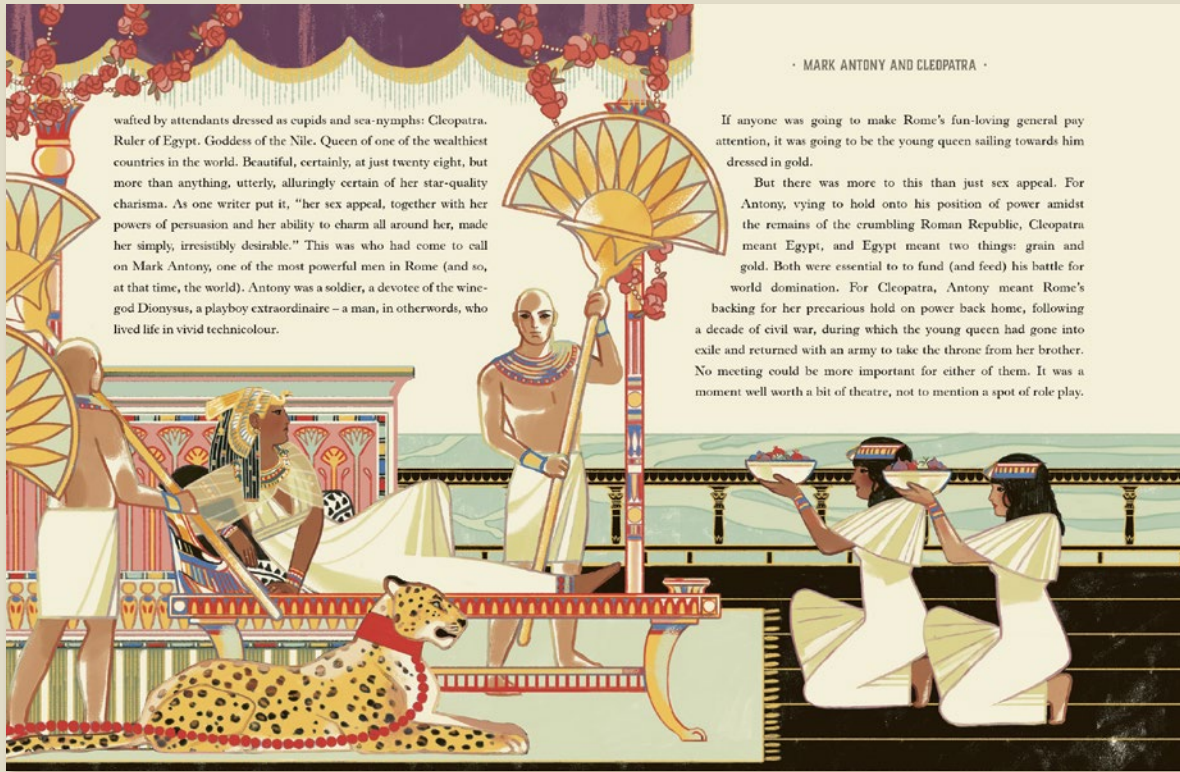 · MARK ANTONY AND CLEOPATRA ·
wafted by attendants dressed as cupids and sea-nymphs: Cleopatra.
Ruler of Egypt. Goddess of the Nile. Queen of one of the wealthiest
countries in the world. Beautiful, certainly, at just twenty eight, but
more than anything, utterly, alluringly certain of her star-quality
charisma. As one writer put it, “her sex appeal, together with her
powers of persuasion and her ability to charm all around her, made
her simply, irresistibly desirable.” This was who had come to call
on Mark Antony, one of the most powerful men in Rome (and so,
at that time, the world). Antony was a soldier, a devotee of the wine-
god Dionysus, a playboy extraordinaire – a man, in otherwords, who
lived life in vivid technicolour.
If anyone was going to make Rome’s fun-loving general pay
attention, it was going to be the young queen sailing towards him
dressed in gold.
But there was more to this than just sex appeal. For
Antony, vying to hold onto his position of power amidst
the remains of the crumbling Roman Republic, Cleopatra
meant Egypt, and Egypt meant two things: grain and
gold. Both were essential to to fund (and feed) his battle for
world domination. For Cleopatra, Antony meant Rome’s
backing for her precarious hold on power back home, following
a decade of civil war, during which the young queen had gone into
exile and returned with an army to take the throne from her brother.
No meeting could be more important for either of them. It was a
moment well worth a bit of theatre, not to mention a spot of role play.